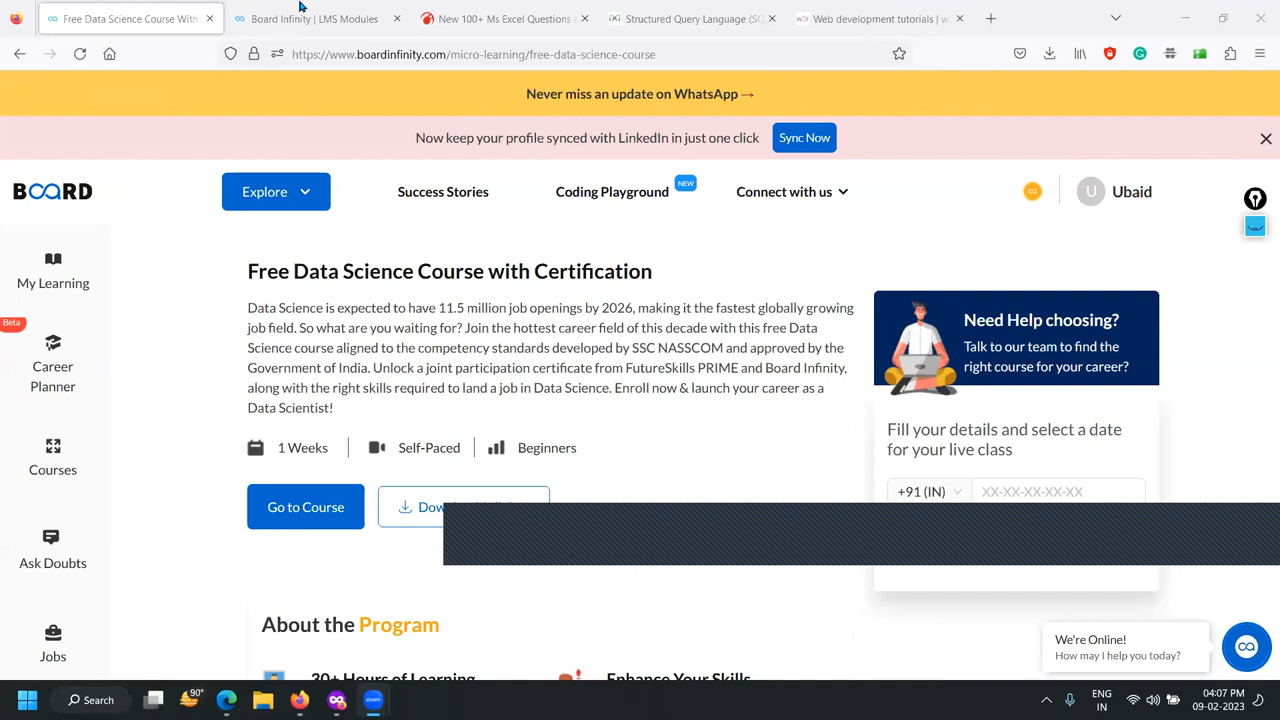 Free Data Science Course With
Board Infinity | LMS Modules
New 100+ Ms Excel Questions a
Structured Query Language (SQ
Web development tutorials | w
https://www.boardinfinity.com/micro-learning/free-data-science-course
Never miss an update on WhatsApp →
Now keep your profile synced with LinkedIn in just one click
Sync Now
BOARD
Explore
Success Stories
Coding Playground
NEW
Connect with us
U
Ubaid
My Learning
Beta
Career
Planner
Courses
Ask Doubts
Jobs
Free Data Science Course with Certification
Data Science is expected to have 11.5 million job openings by 2026, making it the fastest globally growing
job field. So what are you waiting for? Join the hottest career field of this decade with this free Data
Science course aligned to the competency standards developed by SSC NASSCOM and approved by the
Government of India. Unlock a joint participation certificate from FutureSkills PRIME and Board Infinity,
along with the right skills required to land a job in Data Science. Enroll now & launch your career as a
Data Scientist!
1 Weeks
Self-Paced
Beginners
Go to Course
Need Help choosing?
Talk to our team to find the
right course for your career?
Fill your details and select a date
for your live class
+91 (IN)
XX-XX-XX-XX-XX
About the Program
30+ Hours of Learning
Enhance Your Skills
We're Online!
How may I help you today?
90°
Search
zoom
ENG
IN
04:07 PM
09-02-2023